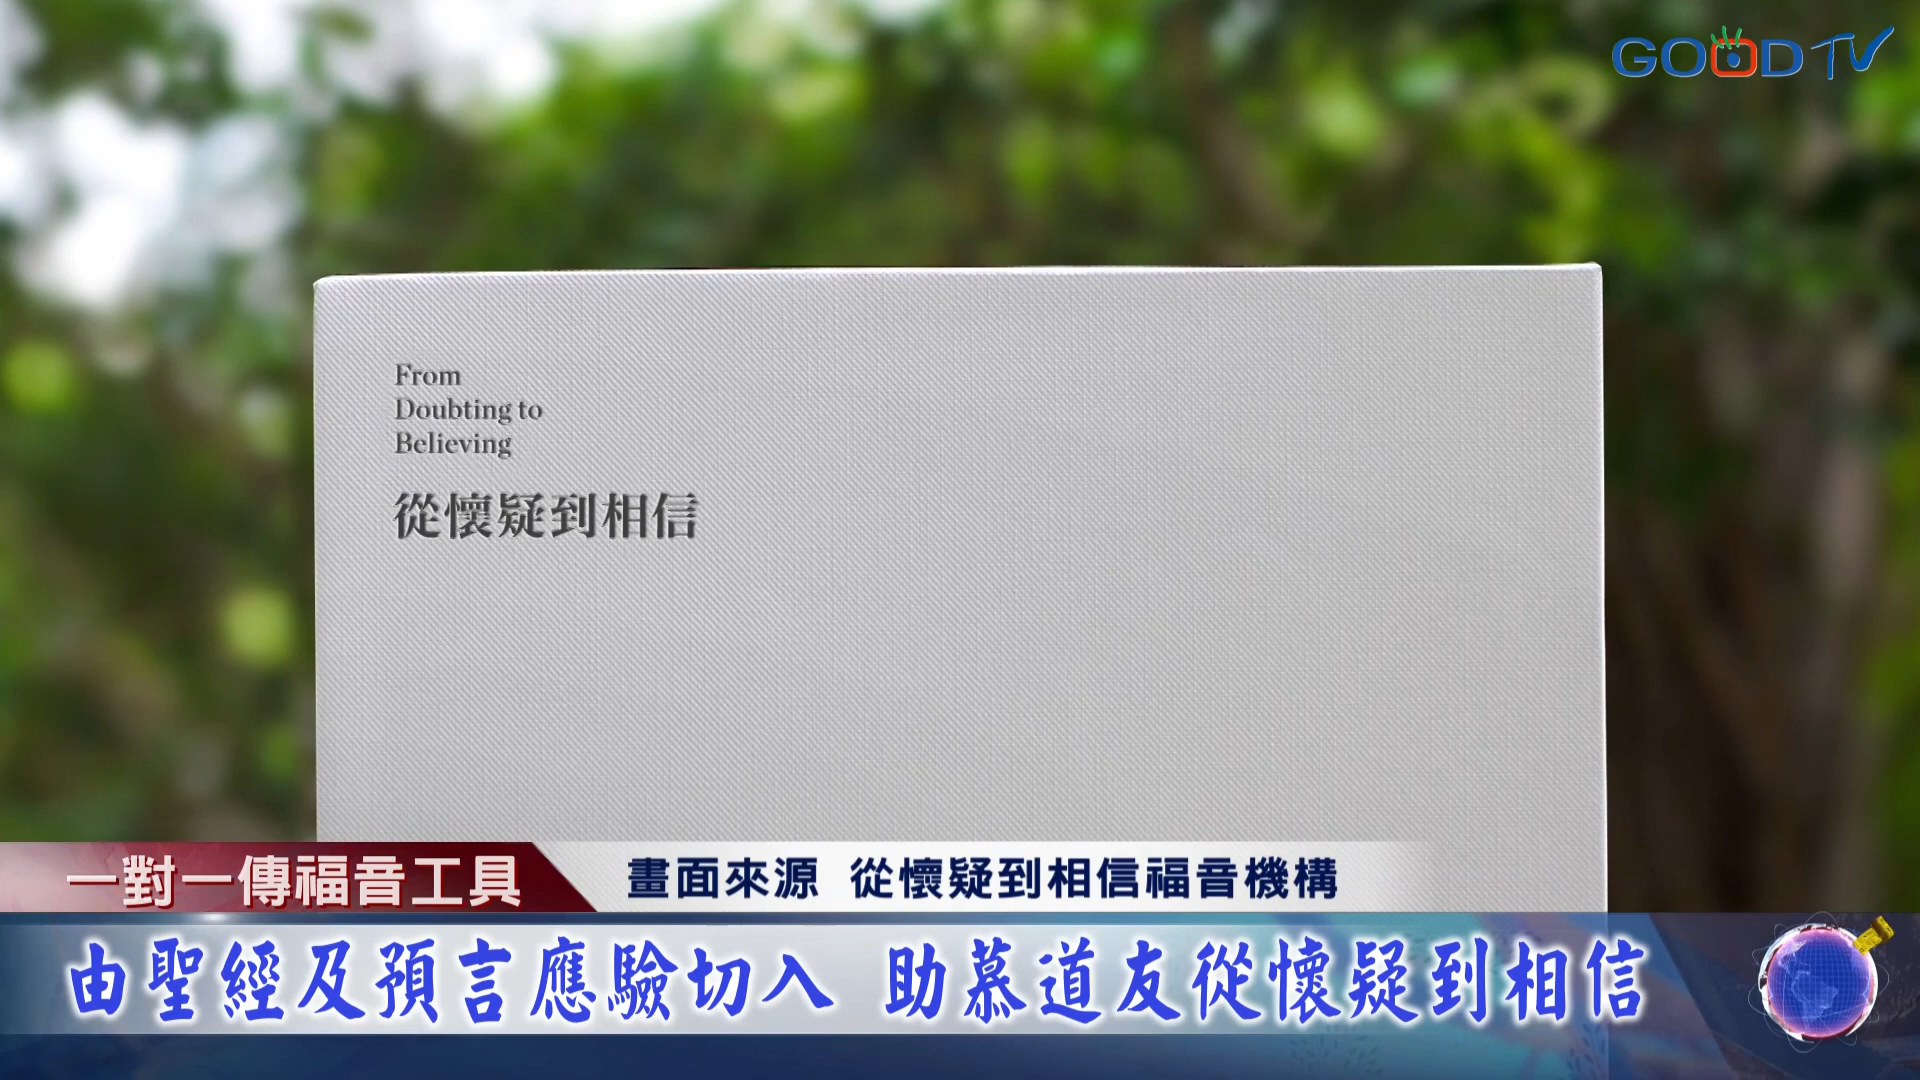 GOOD TV
From
Doubting to
Believing
從懷疑到相信
一對一傳福音工具
畫面來源 從懷疑到相信福音機構
由聖經及預言應驗切入 助慕道友從懷疑到相信